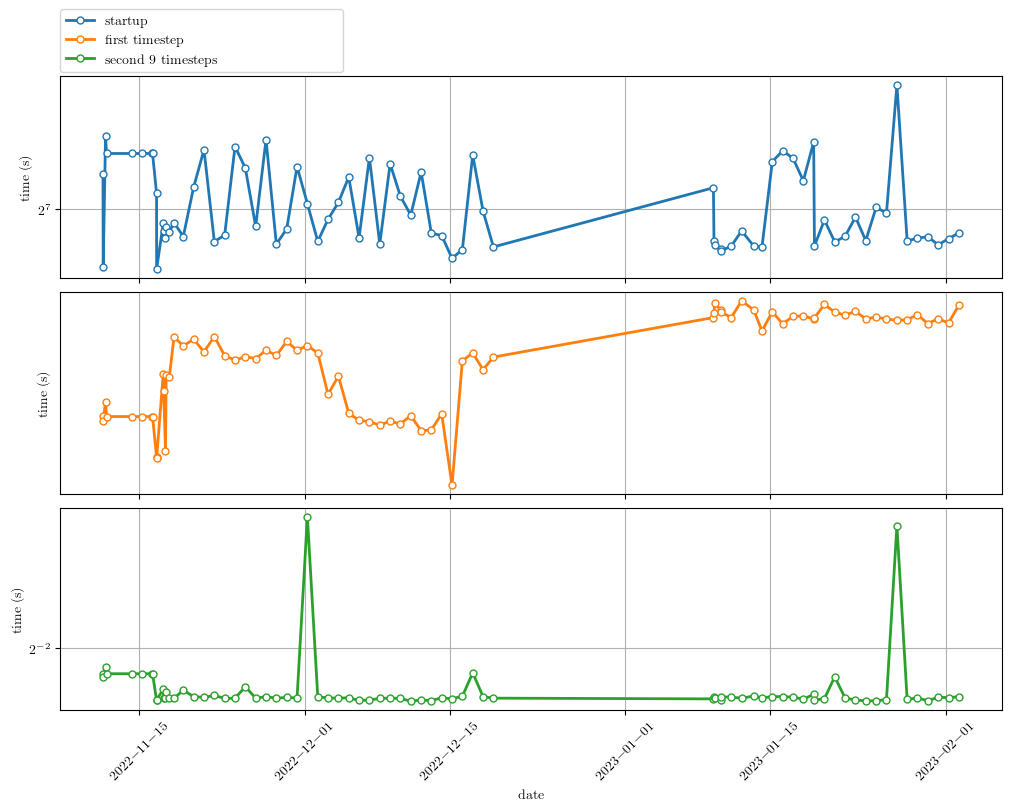 startup
first timestep
second 9 timesteps
time (s)
2^7
time (s)
time (s)
2^{-2}
2022−11−15
2022−12−01
2022−12−15
2023−01−01
2023−01−15
2023−02−01
date